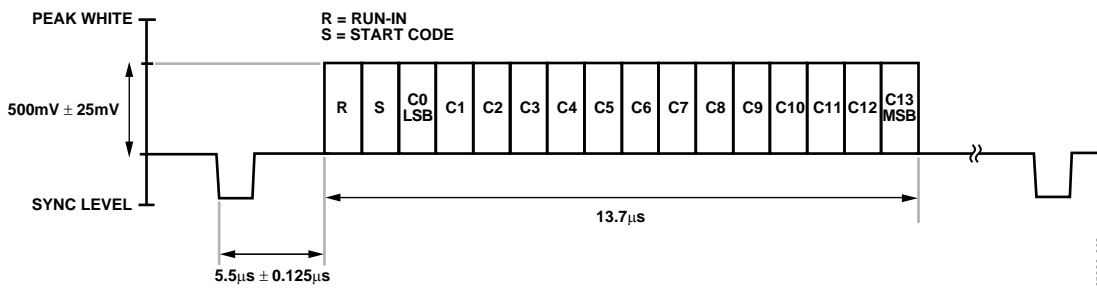 PEAK WHITE
R = RUN-IN
S = START CODE
500mV ± 25mV
R S C0 LSB C1 C2 C3 C4 C5 C6 C7 C8 C9 C10 C11 C12 C13 MSB
SYNC LEVEL
13.7μs
5.5μs ± 0.125μs